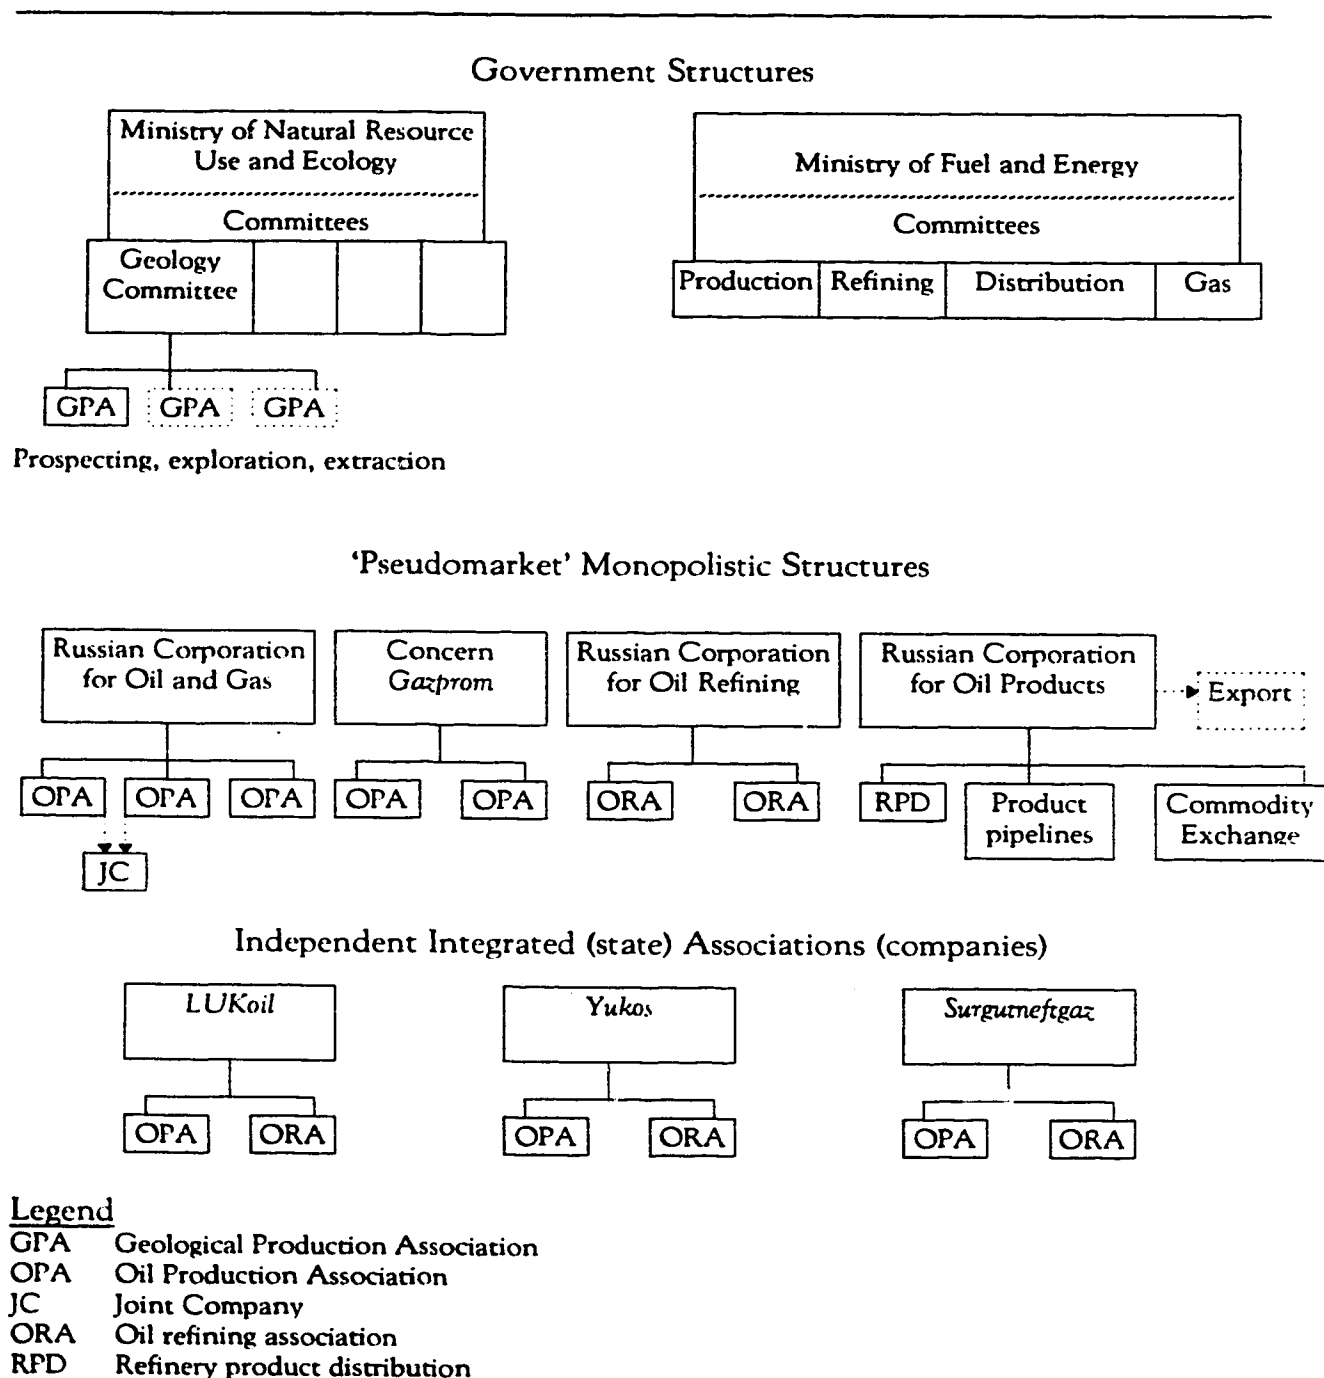 Government Structures
Ministry of Natural Resource
Use and Ecology
Committees
Geology
Committee
GPA GPA GPA
Prospecting, exploration, extraction
Ministry of Fuel and Energy
Committees
Production Refining Distribution Gas
'Pseudomarket' Monopolistic Structures
Russian Corporation
for Oil and Gas
OPA OPA OPA
JC
Concern
Gazprom
OPA OPA
Russian Corporation
for Oil Refining
ORA ORA
Russian Corporation
for Oil Products
Export
RPD
Product
pipelines
Commodity
Exchange
Independent Integrated (state) Associations (companies)
LUKoil
OPA ORA
Yukos
OPA ORA
Surgutneftgaz
OPA ORA
Legend
GPA Geological Production Association
OPA Oil Production Association
JC Joint Company
ORA Oil refining association
RPD Refinery product distribution